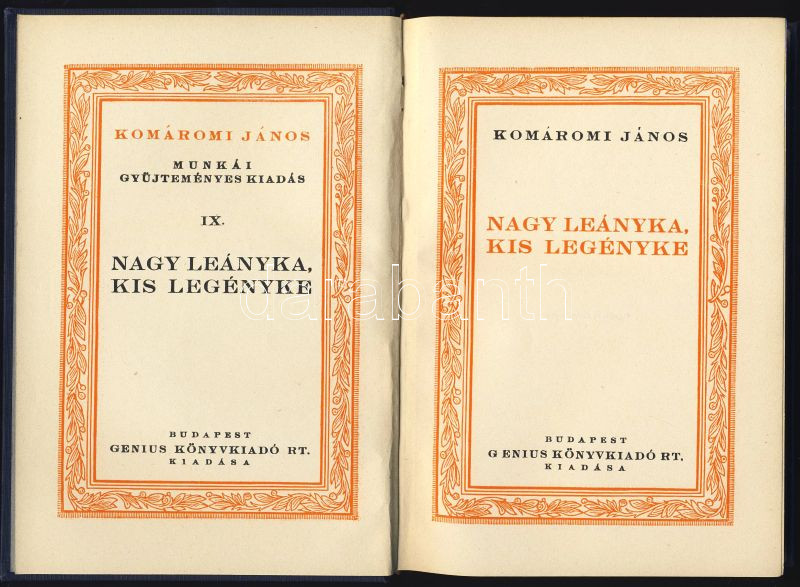 KOMÁROMI JÁNOS
MUNKÁI
GYŰJTEMÉNYES KIADÁS
IX.
NAGY LEÁNYKA,
KIS LEGÉNYKE
BUDAPEST
GENIUS KÖNYVKIADÓ RT.
KIADÁSA
KOMÁROMI JÁNOS
NAGY LEÁNYKA,
KIS LEGÉNYKE
BUDAPEST
GENIUS KÖNYVKIADÓ RT.
KIADÁSA
darabanth